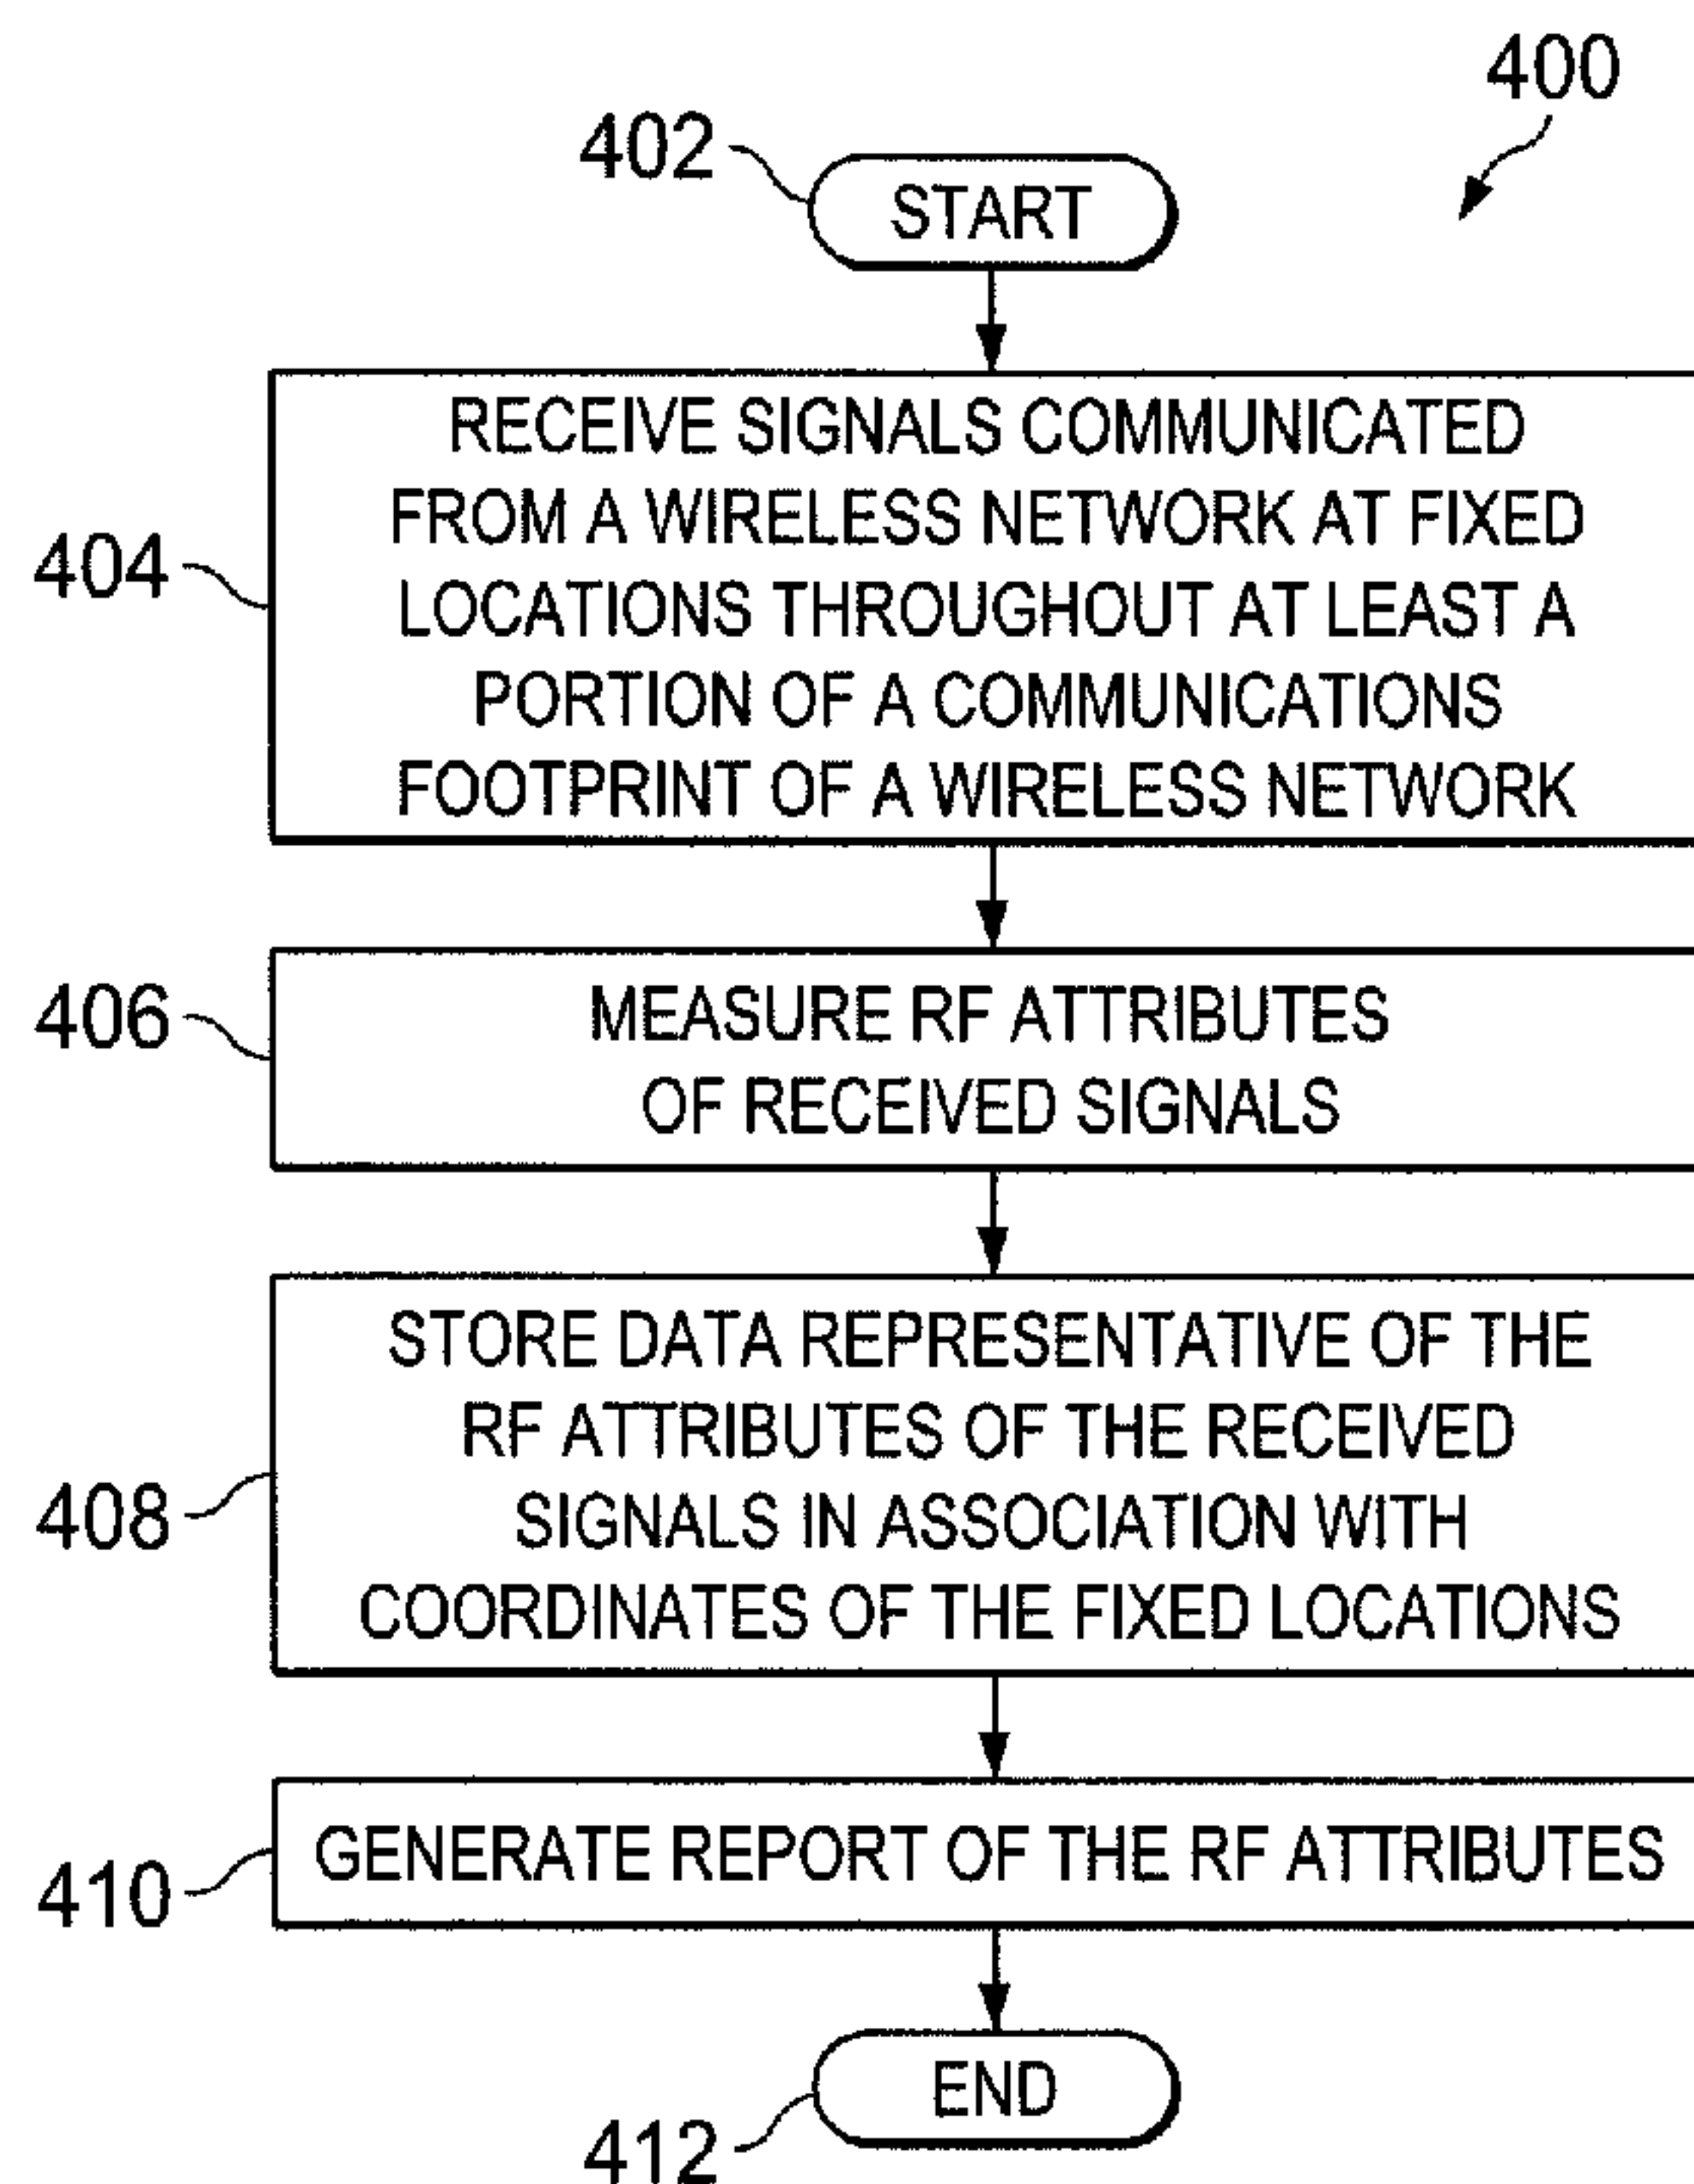 400
402
START
404
RECEIVE SIGNALS COMMUNICATED
FROM A WIRELESS NETWORK AT FIXED
LOCATIONS THROUGHOUT AT LEAST A
PORTION OF A COMMUNICATIONS
FOOTPRINT OF A WIRELESS NETWORK
406
MEASURE RF ATTRIBUTES
OF RECEIVED SIGNALS
408
STORE DATA REPRESENTATIVE OF THE
RF ATTRIBUTES OF THE RECEIVED
SIGNALS IN ASSOCIATION WITH
COORDINATES OF THE FIXED LOCATIONS
410
GENERATE REPORT OF THE RF ATTRIBUTES
END
412